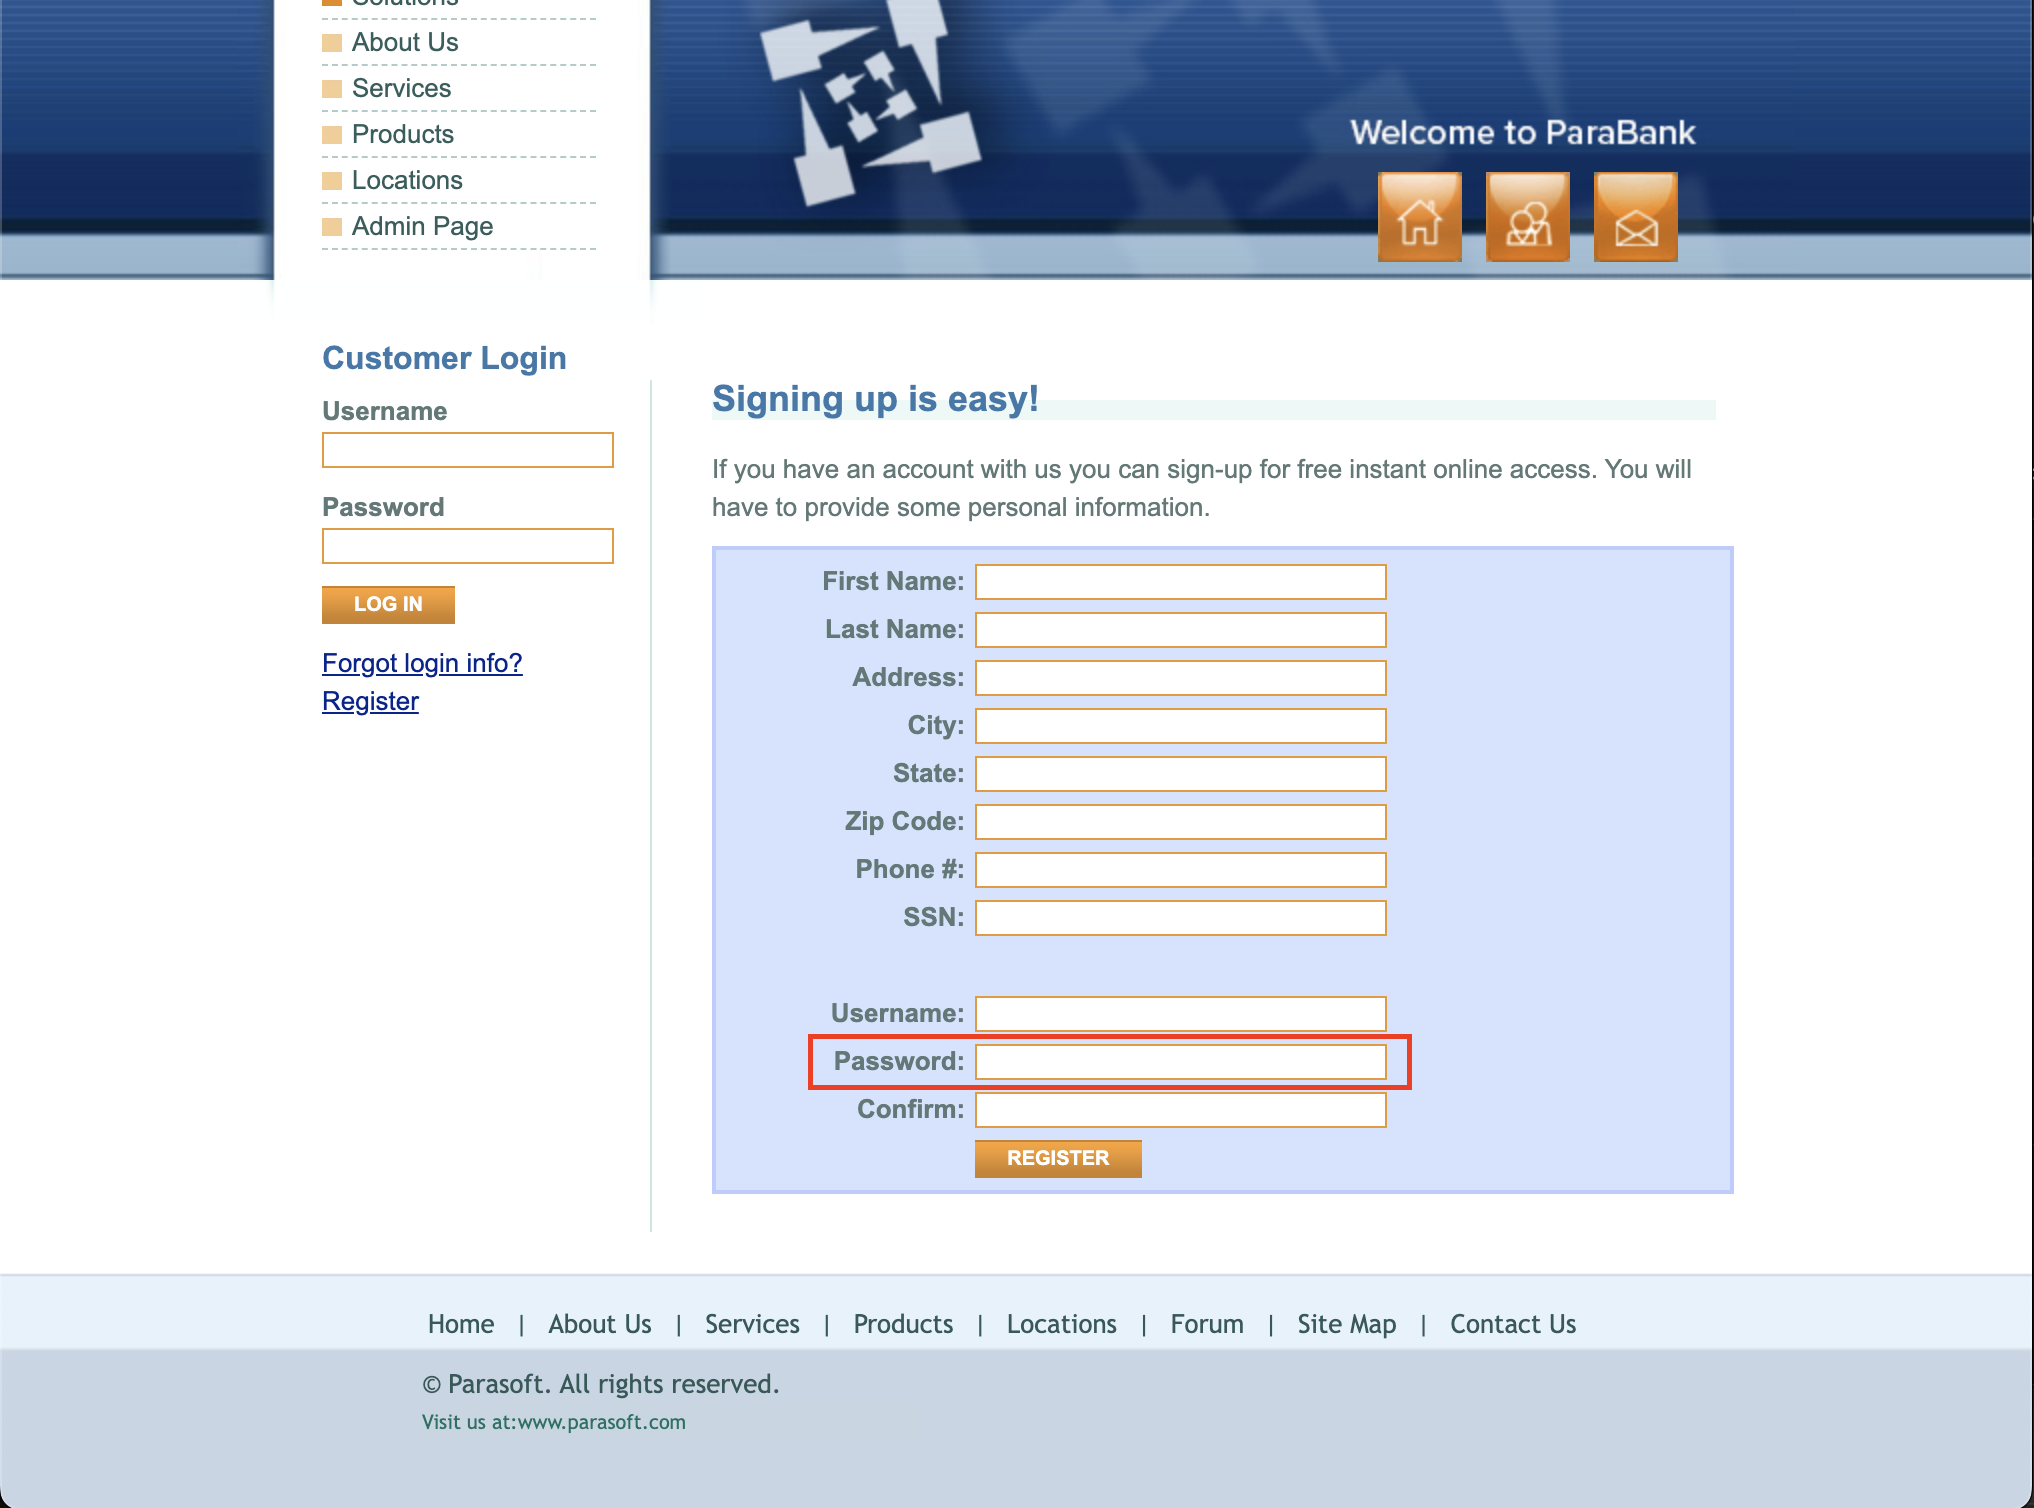 Solutions
About Us
Services
Products
Locations
Admin Page
Welcome to ParaBank
Customer Login
Username
Password
LOG IN
Forgot login info?
Register
Signing up is easy!
If you have an account with us you can sign-up for free instant online access. You will
have to provide some personal information.
First Name:
Last Name:
Address:
City:
State:
Zip Code:
Phone #:
SSN:
Username:
Password:
Confirm:
REGISTER
Home | About Us | Services | Products | Locations | Forum | Site Map | Contact Us
© Parasoft. All rights reserved.
Visit us at:www.parasoft.com